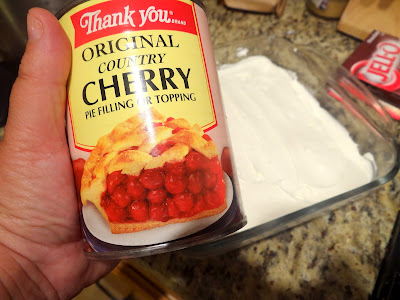 Thank you BRAND
ORIGINAL
COUNTRY
CHERRY
PIE FILLING OR TOPPING
JELL-O